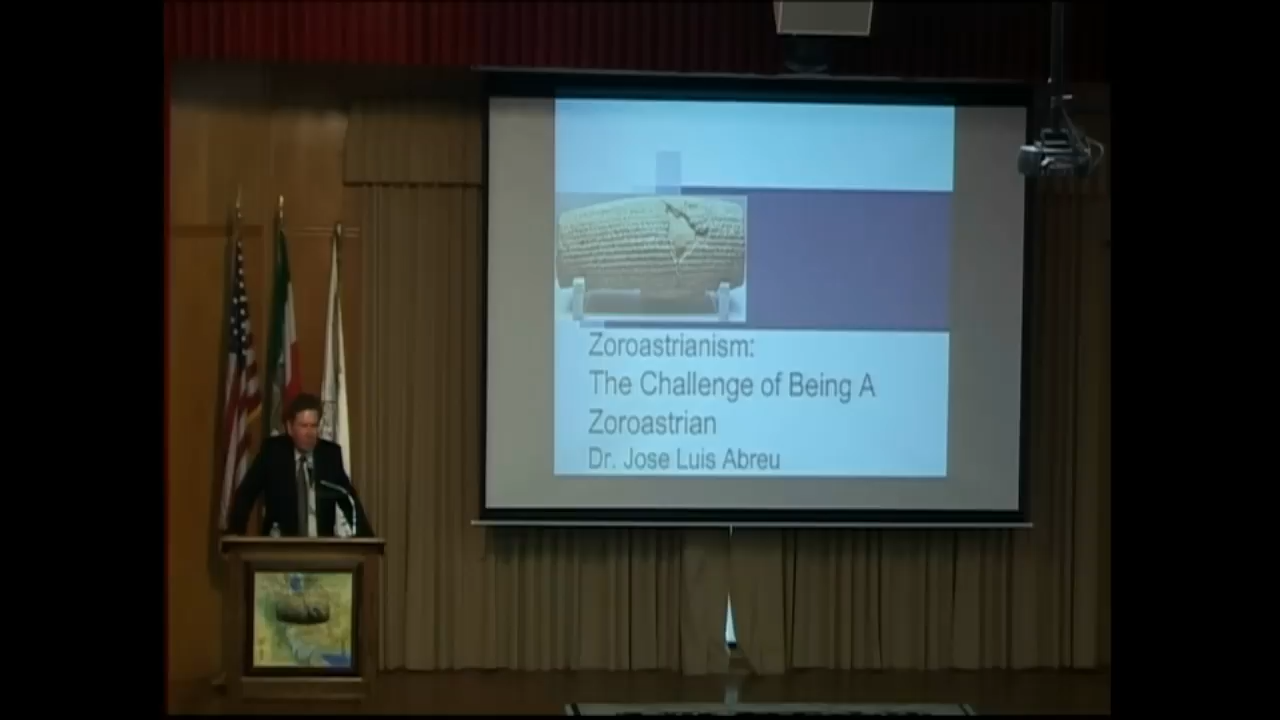 Zoroastrianism:
The Challenge of Being A
Zoroastrian
Dr. Jose Luis Abreu